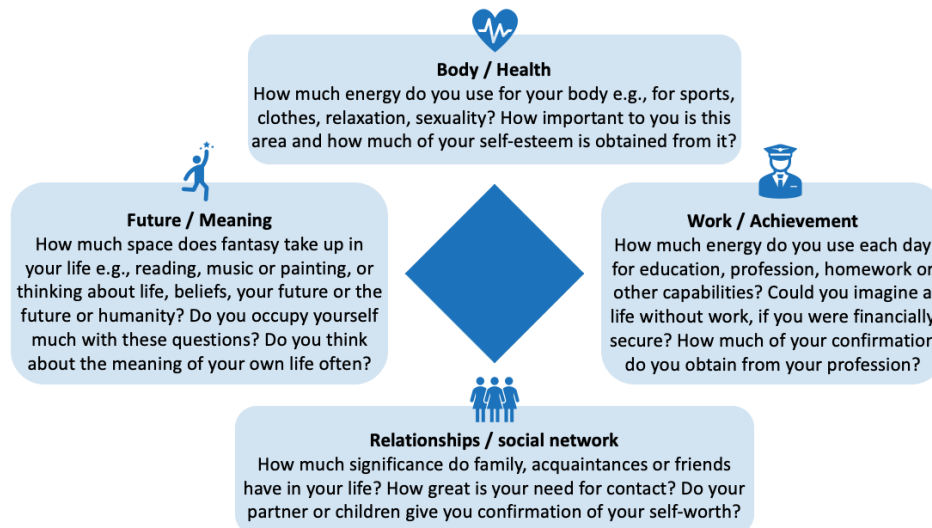 Body / Health
How much energy do you use for your body e.g., for sports,
clothes, relaxation, sexuality? How important to you is this
area and how much of your self-esteem is obtained from it?
Future / Meaning
How much space does fantasy take up in
your life e.g., reading, music or painting, or
thinking about life, beliefs, your future or the
future or humanity? Do you occupy yourself
much with these questions? Do you think
about the meaning of your own life often?
Work / Achievement
How much energy do you use each day
for education, profession, homework or
other capabilities? Could you imagine a
life without work, if you were financially
secure? How much of your confirmation
do you obtain from your profession?
Relationships / social network
How much significance do family, acquaintances or friends
have in your life? How great is your need for contact? Do your
partner or children give you confirmation of your self-worth?